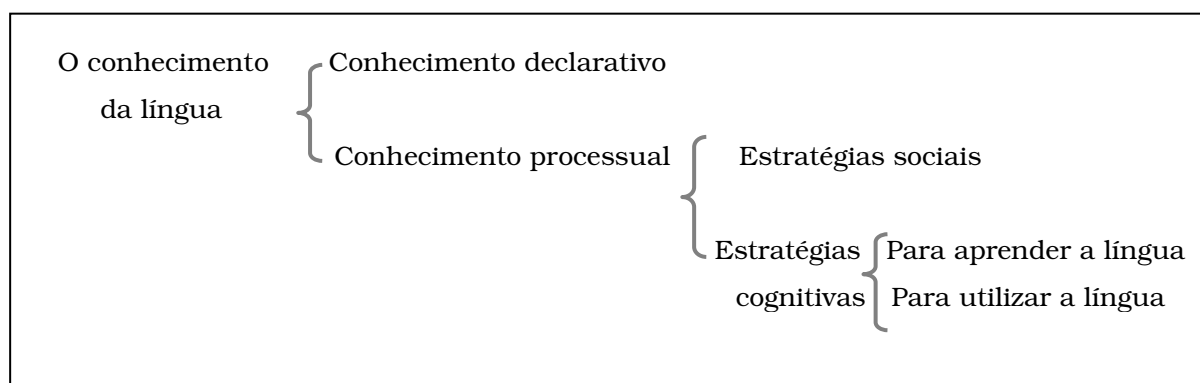 O conhecimento Conhecimento declarativo
da língua
Conhecimento processual Estratégias sociais
Estratégias Para aprender a língua
cognitivas Para utilizar a língua